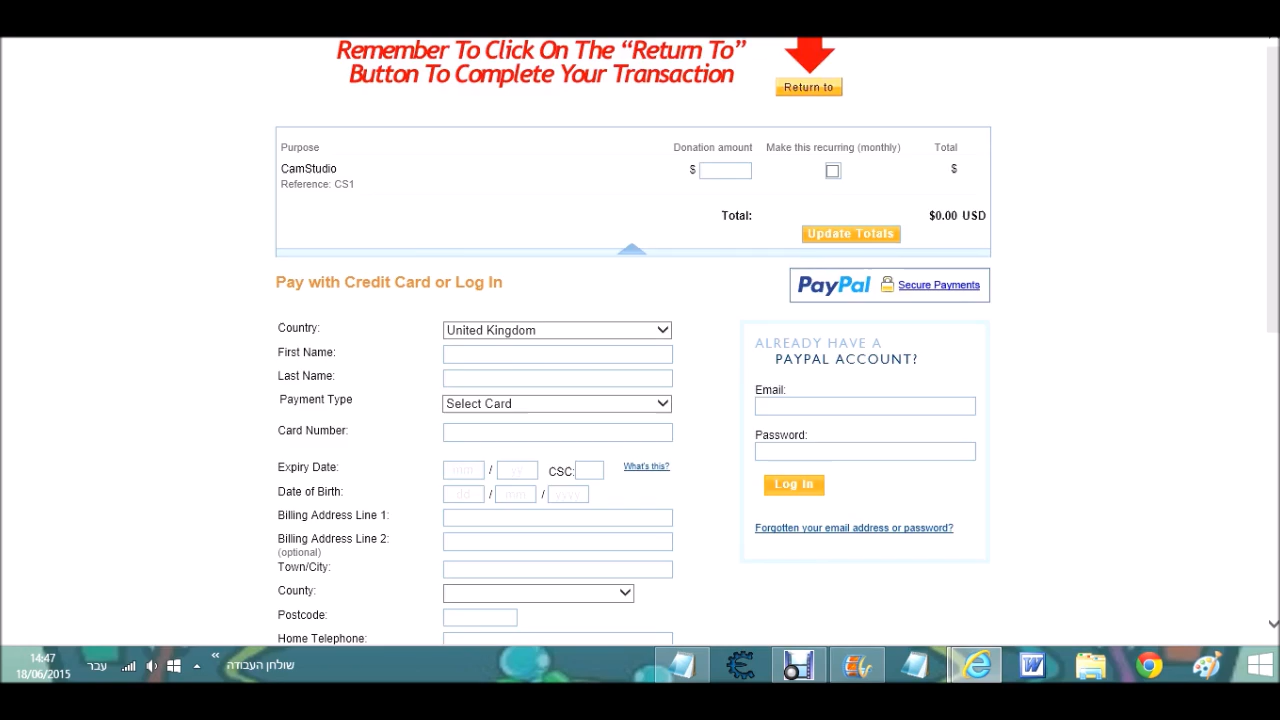 Remember To Click On The “Return To”
Button To Complete Your Transaction
Return to
Purpose Donation amount Make this recurring (monthly) Total
CamStudio $ $
Reference: CS1
Total: $0.00 USD
Update Totals
Pay with Credit Card or Log In
PayPal Secure Payments
Country: United Kingdom
First Name:
Last Name:
Payment Type Select Card
Card Number:
Expiry Date: mm / yy CSC: What's this?
Date of Birth: dd / mm / yyyy
Billing Address Line 1:
Billing Address Line 2:
(optional)
Town/City:
County:
Postcode:
Home Telephone:
ALREADY HAVE A
PAYPAL ACCOUNT?
Email:
Password:
Log In
Forgotten your email address or password?
14:47
18/06/2015
עבר
שולחן העבודה